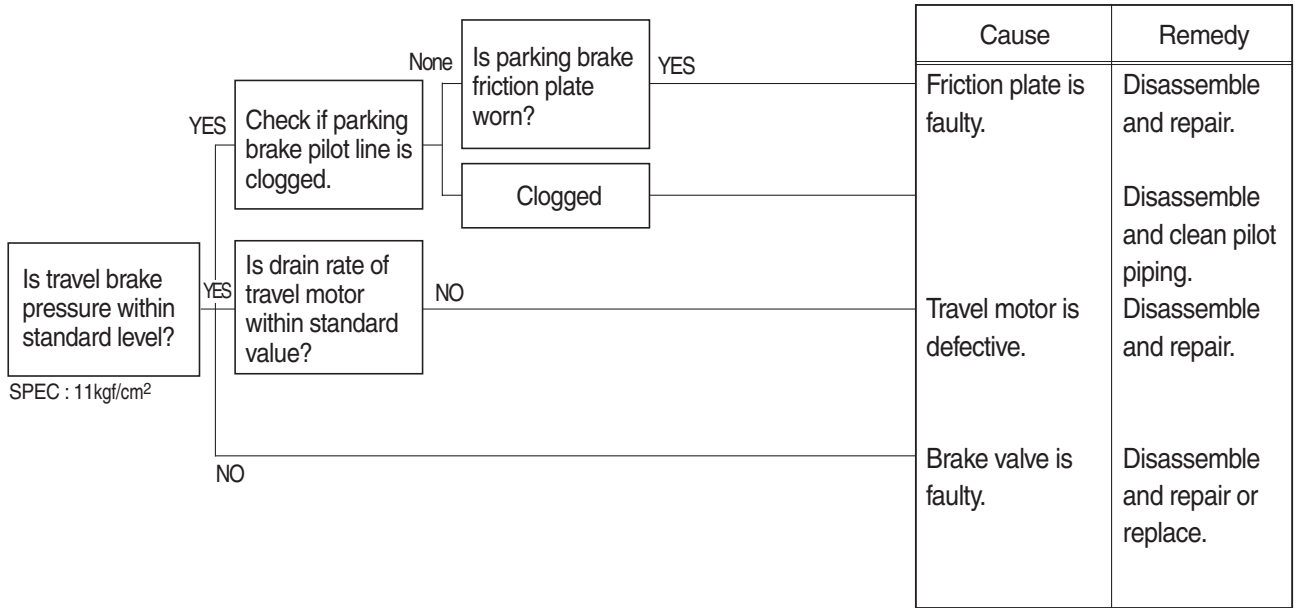 Is travel brake
pressure within
standard level?
SPEC : 11kgf/cm2
YES
Check if parking
brake pilot line is
clogged.
None
Is parking brake
friction plate
worn?
YES
Clogged
YES
Is drain rate of
travel motor
within standard
value?
NO
NO
Cause
Remedy
Friction plate is
faulty.
Disassemble
and repair.
Disassemble
and clean pilot
piping.
Travel motor is
defective.
Disassemble
and repair.
Brake valve is
faulty.
Disassemble
and repair or
replace.